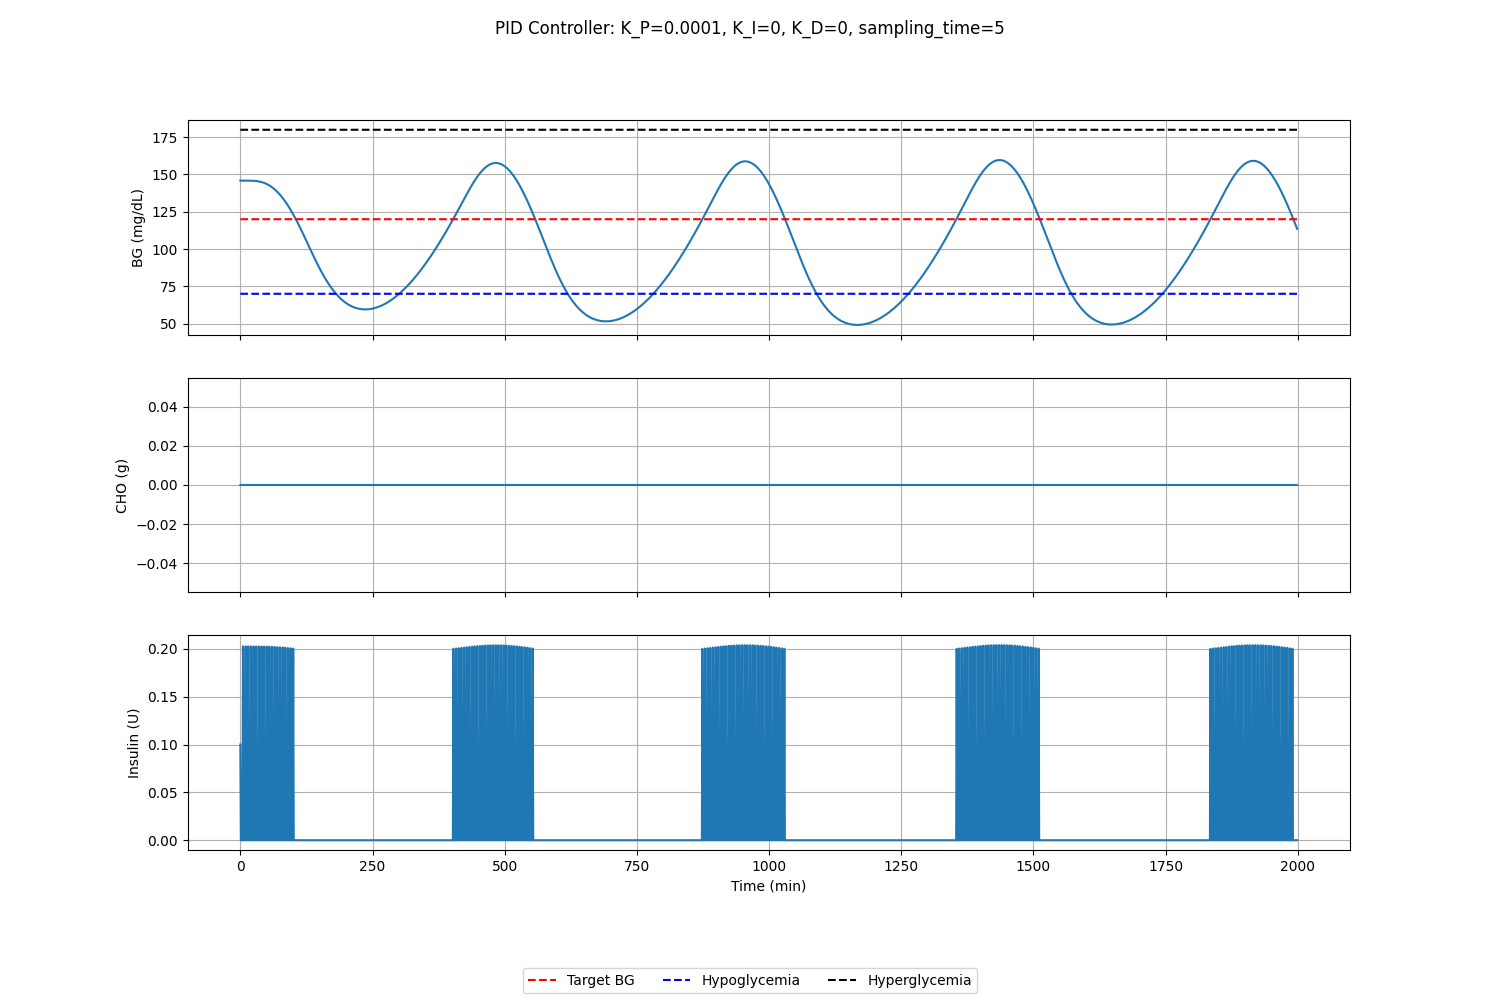 PID Controller: K_P=0.0001, K_I=0, K_D=0, sampling_time=5
BG (mg/dL)
175
150
125
100
75
50
CHO (g)
0.04
0.02
0.00
−0.02
−0.04
Insulin (U)
0.20
0.15
0.10
0.05
0.00
0 250 500 750 1000 1250 1500 1750 2000
Time (min)
Target BG Hypoglycemia Hyperglycemia